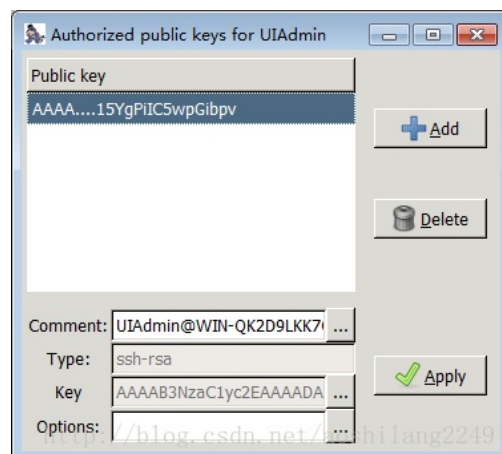 Authorized public keys for UIAdmin
Public key
AAAA....15YgPiIC5wpGibpv
Add
Delete
Comment: UIAdmin@WIN-QK2D9LKK7 ...
Type: ssh-rsa
Key AAAAB3NzaC1yc2EAAAADA ...
Apply
Options: ...
http://blog.csdn.net/adshilang2249